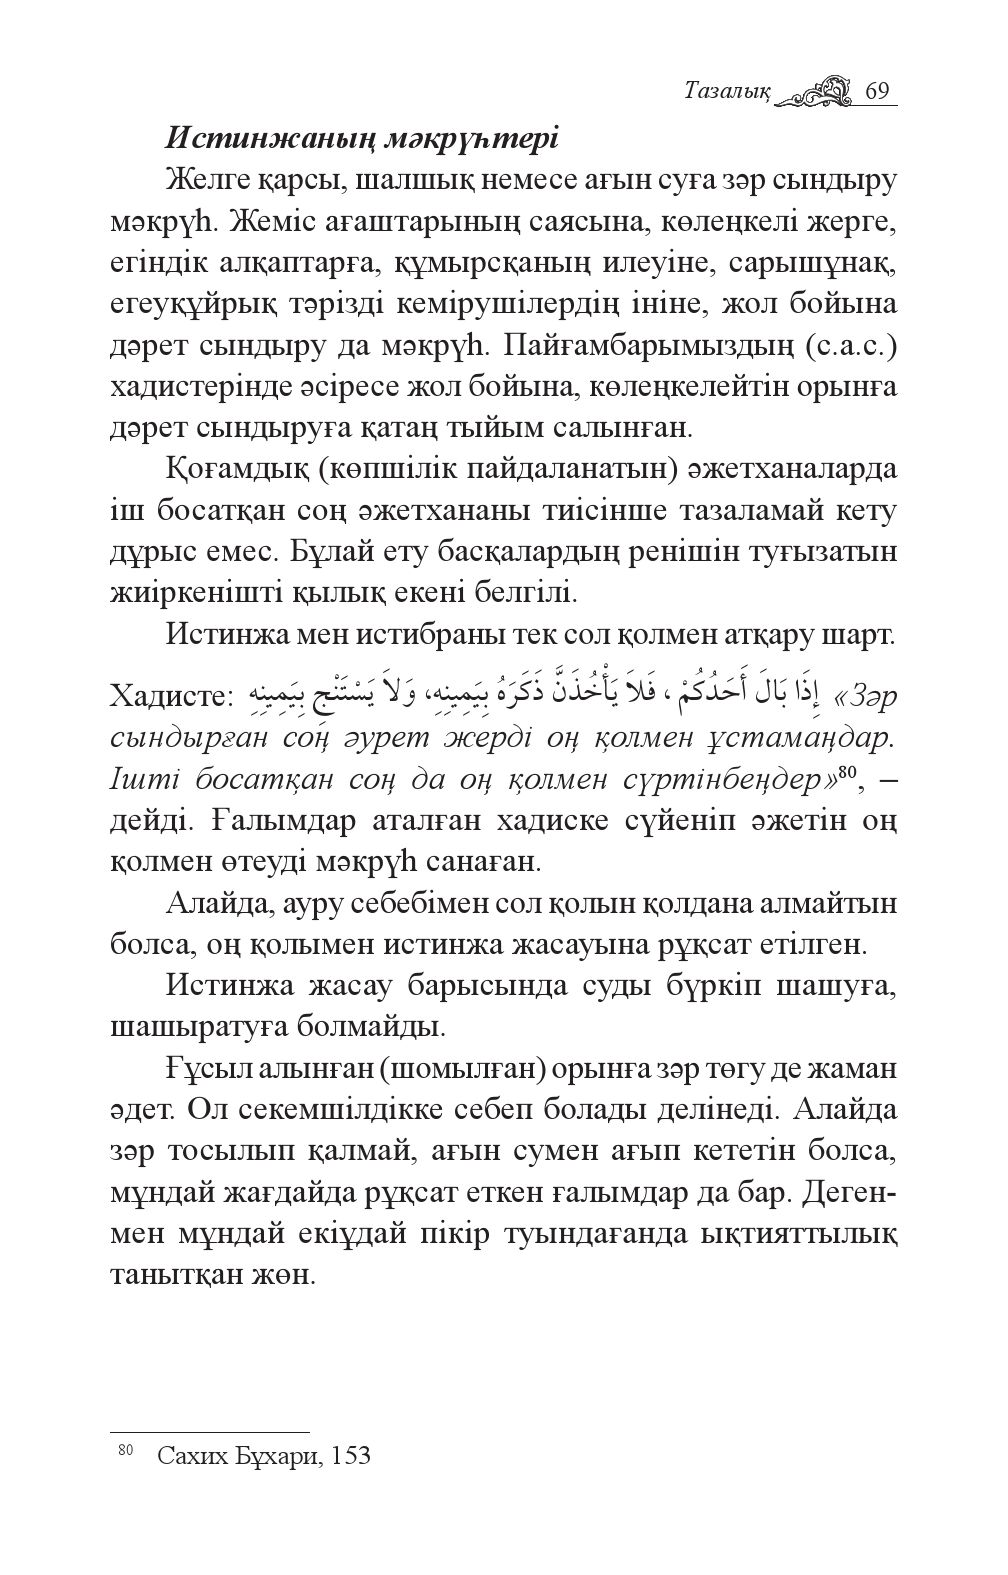 Тазалық 69
Истинжаның мәкрүһтері
Желге қарсы, шалшық немесе ағын суға зәр сындыру
мәкрүһ. Жеміс ағаштарының саясына, көлеңкелі жерге,
егіндік алқаптарға, құмырсқаның илеуіне, сарышұнақ,
егеуқұйрық тәрізді кемірушілердің ініне, жол бойына
дәрет сындыру да мәкрүһ. Пайғамбарымыздың (с.а.с.)
хадистерінде әсіресе жол бойына, көлеңкелейтін орынға
дәрет сындыруға қатаң тыйым салынған.
Қоғамдық (көпшілік пайдаланатын) әжетханаларда
іш босатқан соң әжетхананы тиісінше тазаламай кету
дұрыс емес. Бұлай ету басқалардың ренішін туғызатын
жиіркенішті қылық екені белгілі.
Истинжа мен истибраны тек сол қолмен атқару шарт.
Хадисте: إِذَا بَالَ أَحَدُكُمْ ، فَلاَ يَأْخُذَنَّ ذَكَرَهُ بِيَمِينِهِ، وَلاَ يَسْتَنْجِ بِيَمِينِهِ «Зәр
сындырған соң әурет жерді оң қолмен ұстамаңдар.
Ішті босатқан соң да оң қолмен сүртінбеңдер»80, –
дейді. Ғалымдар аталған хадиске сүйеніп әжетін оң
қолмен өтеуді мәкрүһ санаған.
Алайда, ауру себебімен сол қолын қолдана алмайтын
болса, оң қолымен истинжа жасауына рұқсат етілген.
Истинжа жасау барысында суды бүркіп шашуға,
шашыратуға болмайды.
Ғұсыл алынған (шомылған) орынға зәр төгу де жаман
әдет. Ол секемшілдікке себеп болады делінеді. Алайда
зәр тосылып қалмай, ағын сумен ағып кететін болса,
мұндай жағдайда рұқсат еткен ғалымдар да бар. Деген-
мен мұндай екіұдай пікір туындағанда ықтияттылық
танытқан жөн.
80 Сахих Бұхари, 153